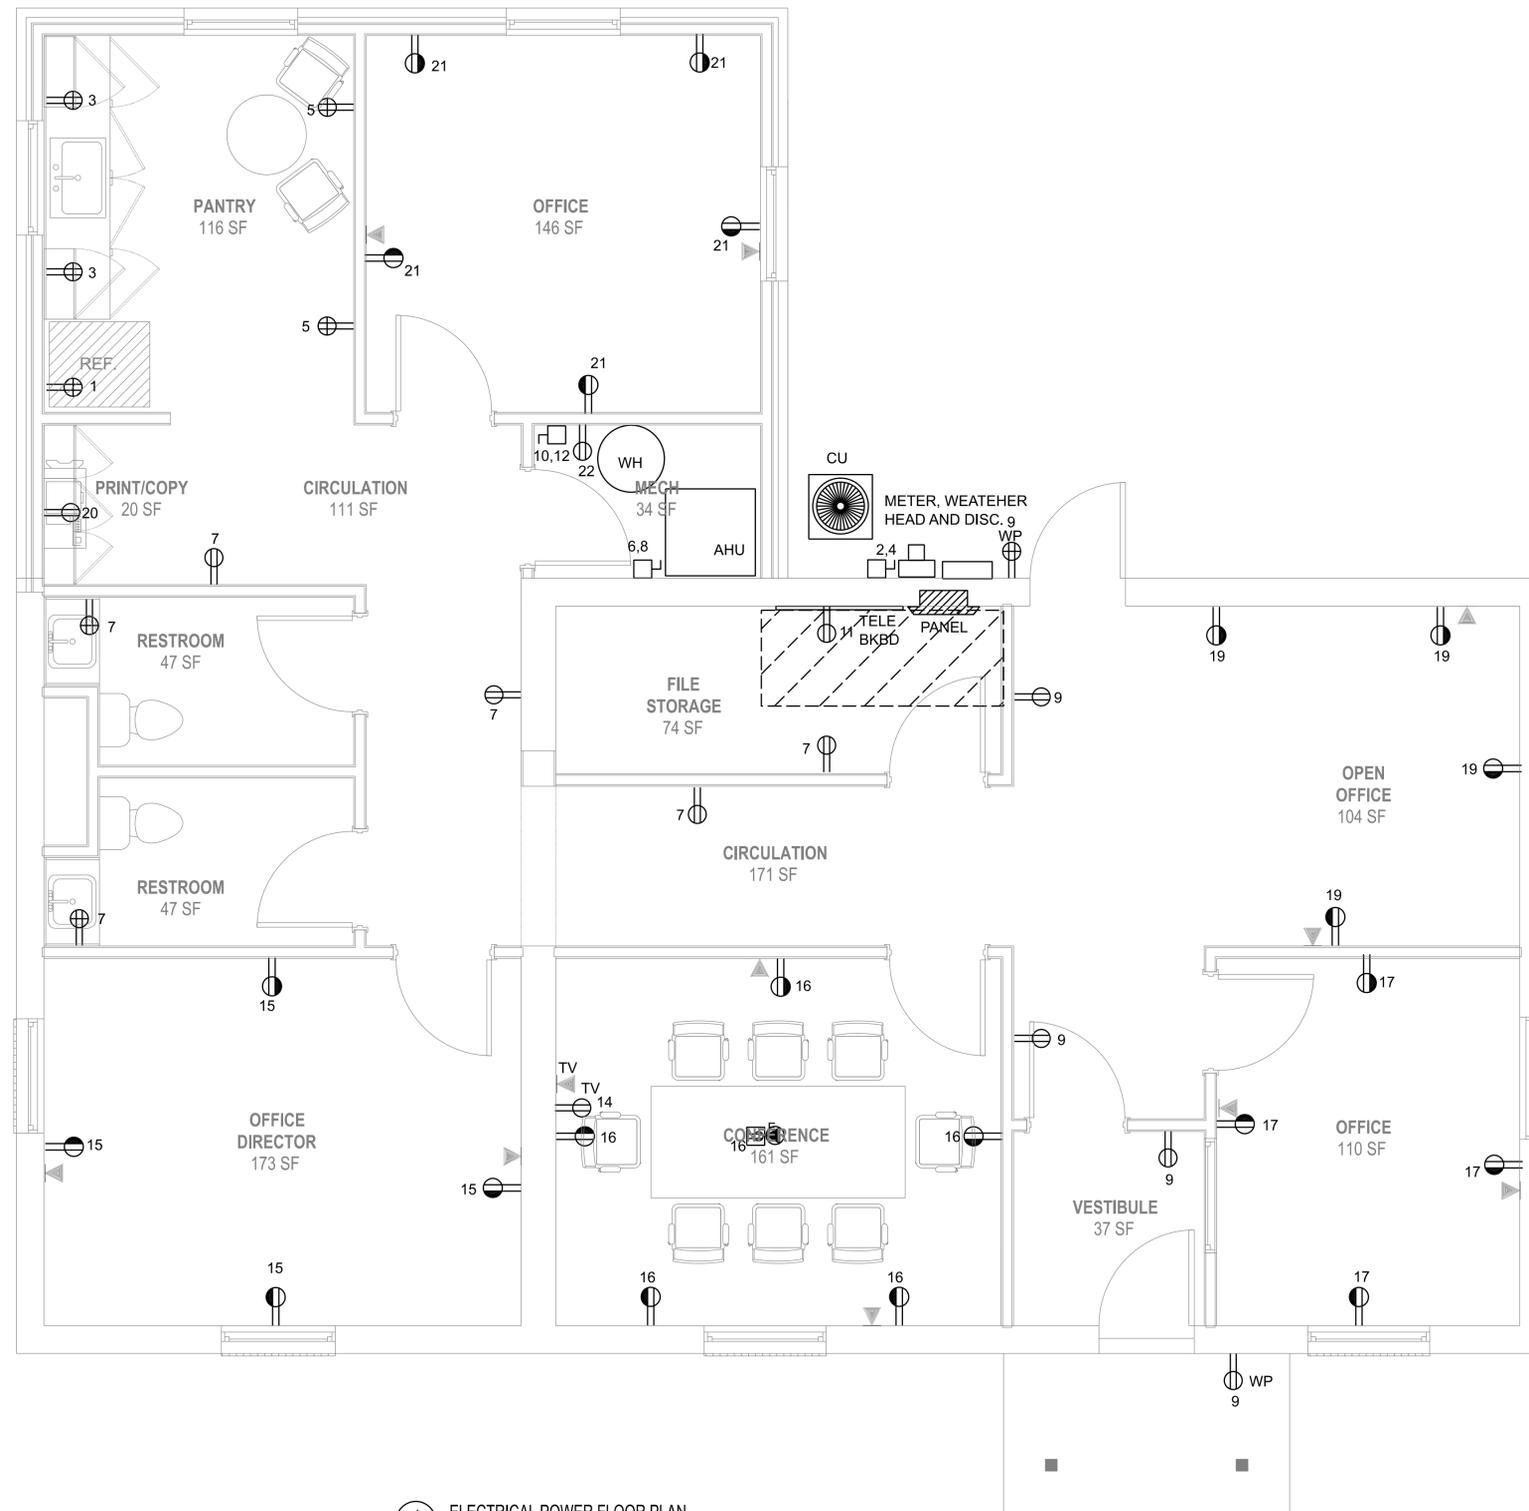 21
21
3
5
PANTRY
116 SF
OFFICE
146 SF
21
21
3
5
REF.
1
21
10,12
22
WH
CU
PRINT/COPY
20 SF
20
CIRCULATION
111 SF
MECH
34 SF
METER, WEATEHER
HEAD AND DISC.
9
WP
7
6,8
AHU
2,4
7
RESTROOM
47 SF
11
TELE
BKBD
PANEL
19
19
7
FILE
STORAGE
74 SF
9
7
7
OPEN
OFFICE
104 SF
19
CIRCULATION
171 SF
RESTROOM
47 SF
7
19
15
16
17
9
TV
TV
14
OFFICE
DIRECTOR
173 SF
15
16
CONFERENCE
161 SF
16
16
17
OFFICE
110 SF
17
9
15
VESTIBULE
37 SF
15
16
16
17
WP
9
ELECTRICAL POWER FLOOR PLAN